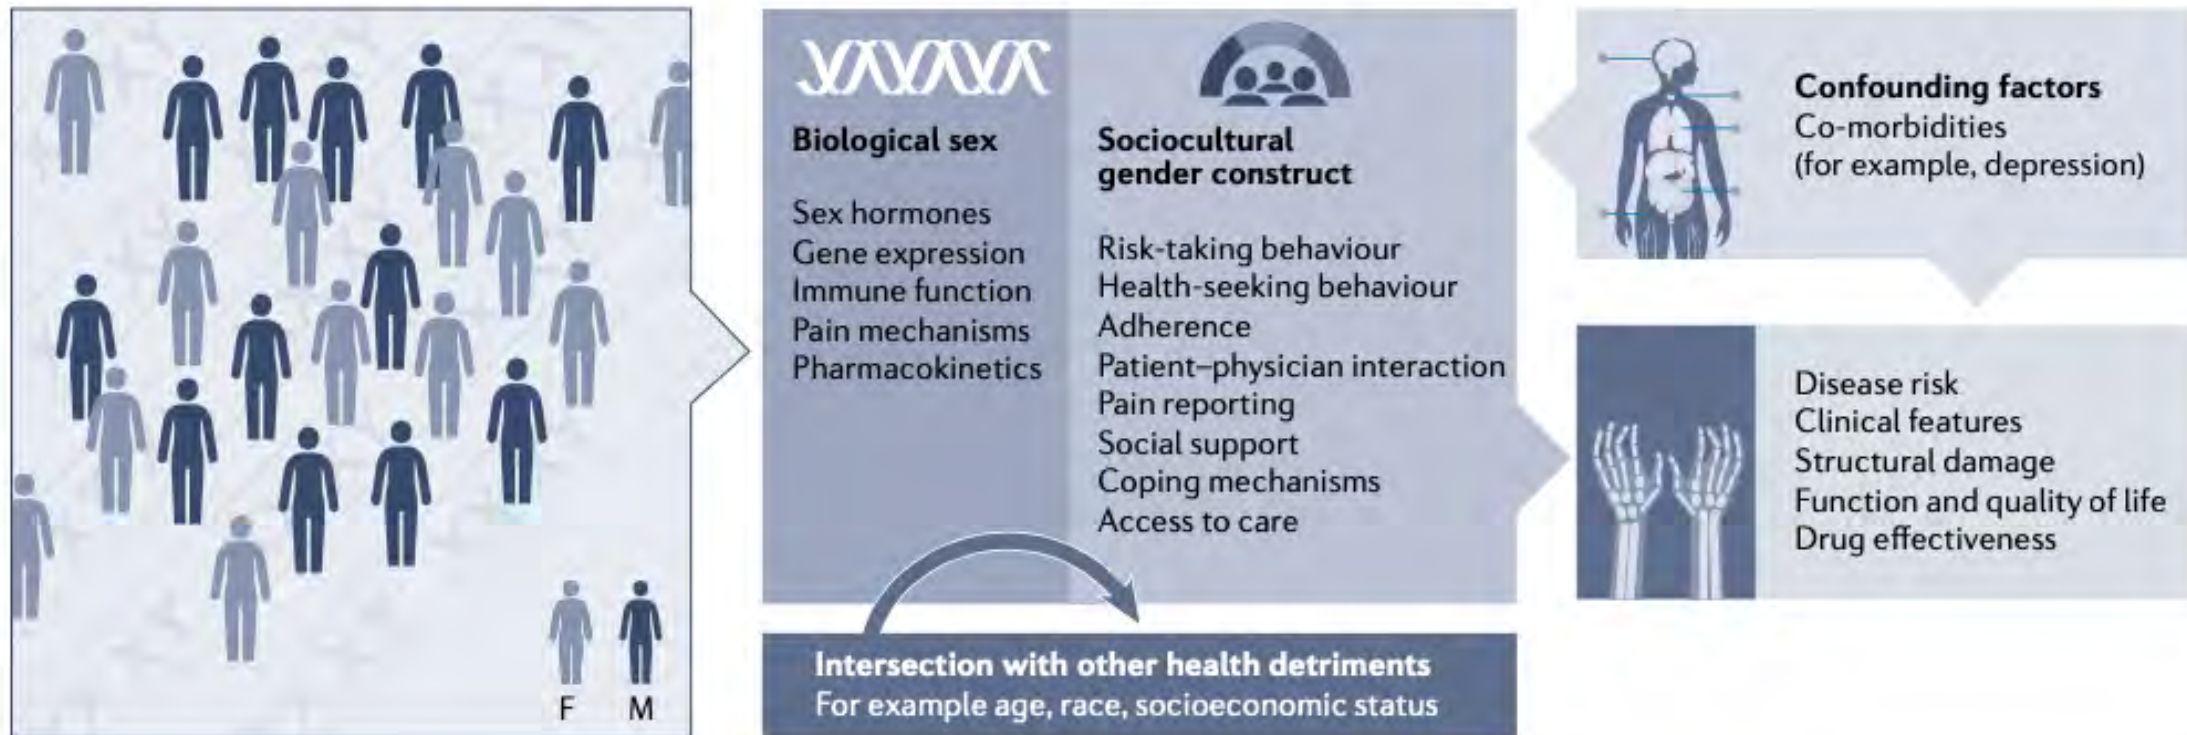 F
M
Biological sex
Sex hormones
Gene expression
Immune function
Pain mechanisms
Pharmacokinetics
Sociocultural
gender construct
Risk-taking behaviour
Health-seeking behaviour
Adherence
Patient–physician interaction
Pain reporting
Social support
Coping mechanisms
Access to care
Intersection with other health detriments
For example age, race, socioeconomic status
Confounding factors
Co-morbidities
(for example, depression)
Disease risk
Clinical features
Structural damage
Function and quality of life
Drug effectiveness